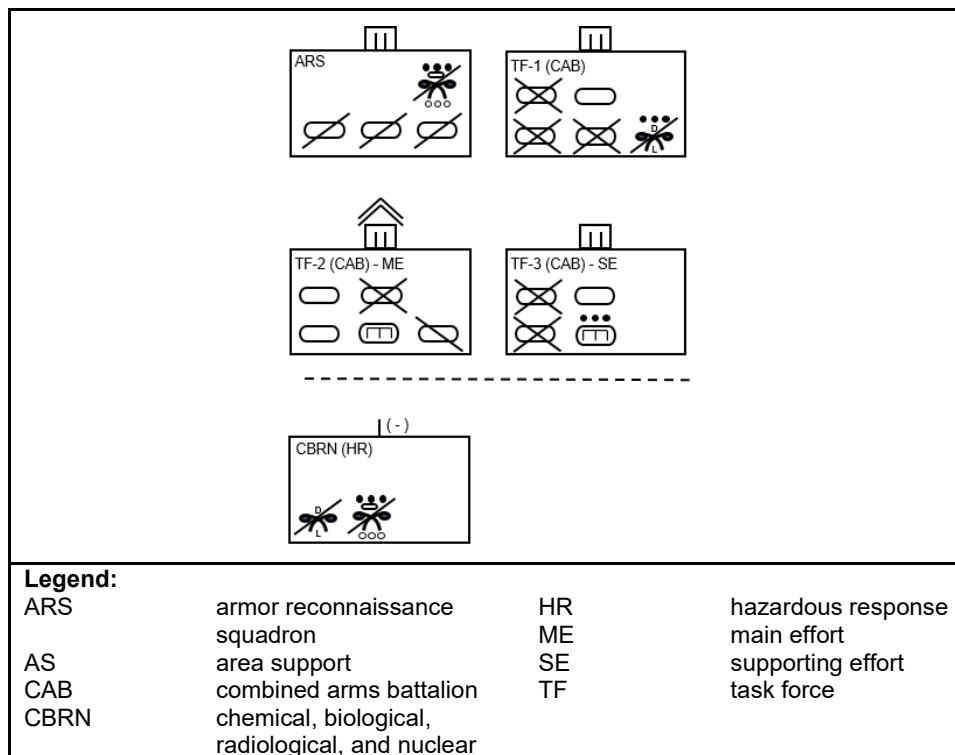 ARS
TF-1 (CAB)
D
L
TF-2 (CAB) - ME
TF-3 (CAB) - SE
(-)
CBRN (HR)
D
L
Legend:
ARS armor reconnaissance HR hazardous response
squadron ME main effort
AS area support SE supporting effort
CAB combined arms battalion TF task force
CBRN chemical, biological,
radiological, and nuclear